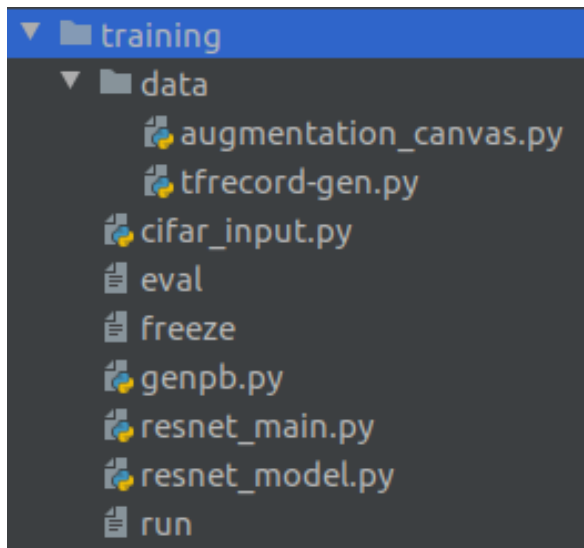 training
data
augmentation_canvas.py
tfrecord-gen.py
cifar_input.py
eval
freeze
genpb.py
resnet_main.py
resnet_model.py
run